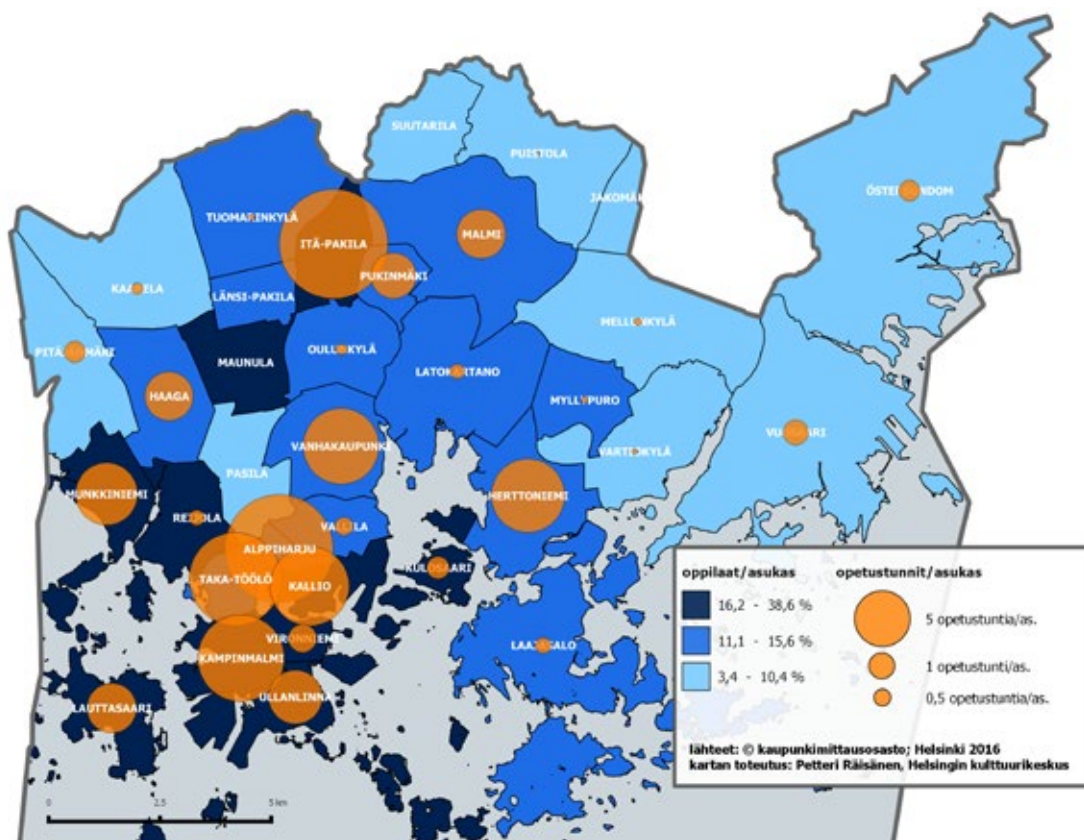 SUUTARILA
PUISTOLA
JAKOMÄK
ÖSTERSUNDOM
TUOMARINKYLÄ
ITÄ-PAKILA
MALMI
PUKINMÄKI
KAARELA
LÄNSI-PAKILA
MELLUNKYLÄ
PITÄJÄNMÄKI
MAUNULA
OULUNKYLÄ
LATOKARTANO
HAAGA
MYLLYPURO
VUOSAARI
VANHAKAUPUNKI
VARTIOKYLÄ
PASILA
MUNKKINIEMI
HERTTONIEMI
REIJOLA
VALLILA
ALPPIHARJU
KULOSAARI
TAKA-TÖÖLÖ
KALLIO
VIRONNIEMI
LAAJASALO
KAMPINMALMI
ULLANLINNA
LAUTTASAARI
oppilaat/asukas
16,2 - 38,6 %
11,1 - 15,6 %
3,4 - 10,4 %
opetustunnit/asukas
5 opetustuntia/as.
1 opetustunti/as.
0,5 opetustuntia/as.
lähteet: © kaupunkimittausosasto; Helsinki 2016
kartan toteutus: Petteri Räisänen, Helsingin kulttuurikeskus
0 2.5 5 km